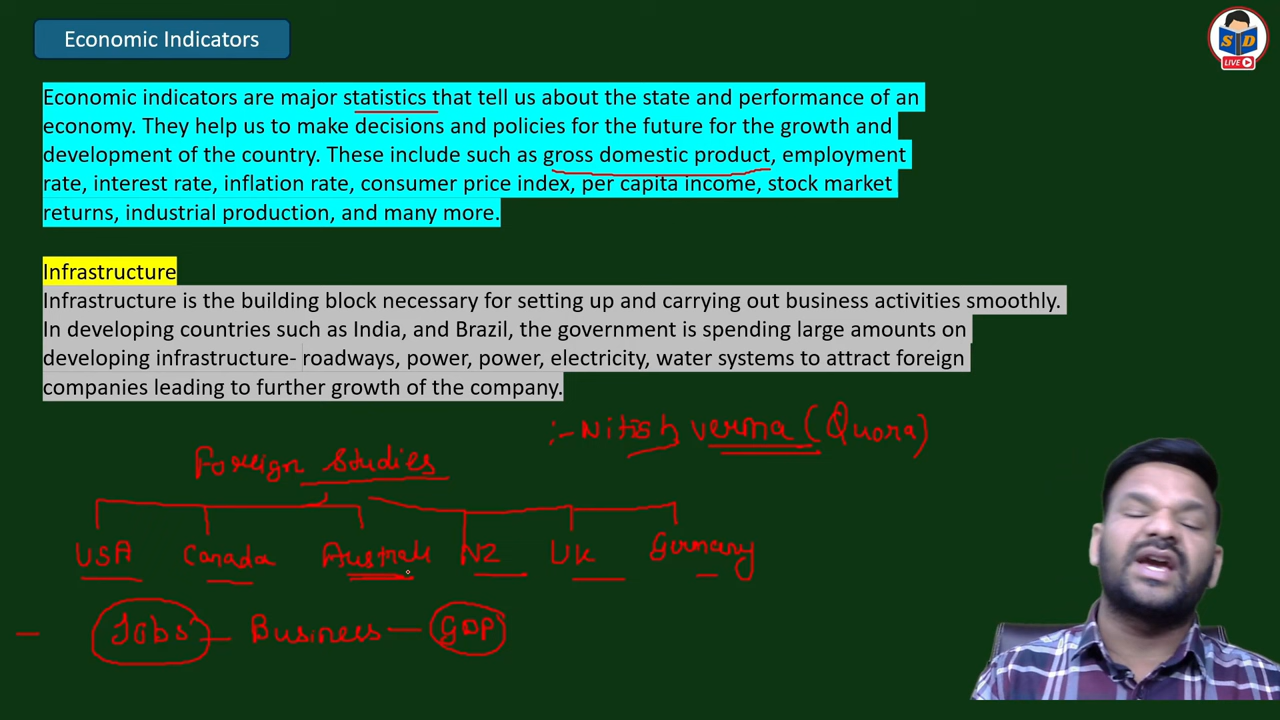 Economic Indicators
S D
LIVE
Economic indicators are major statistics that tell us about the state and performance of an
economy. They help us to make decisions and policies for the future for the growth and
development of the country. These include such as gross domestic product, employment
rate, interest rate, inflation rate, consumer price index, per capita income, stock market
returns, industrial production, and many more.
Infrastructure
Infrastructure is the building block necessary for setting up and carrying out business activities smoothly.
In developing countries such as India, and Brazil, the government is spending large amounts on
developing infrastructure- roadways, power, power, electricity, water systems to attract foreign
companies leading to further growth of the company.
:- Nitish verma (Quora)
Foreign Studies
USA Canada Australi NZ UK Germany
- Jobs - Business - GDP